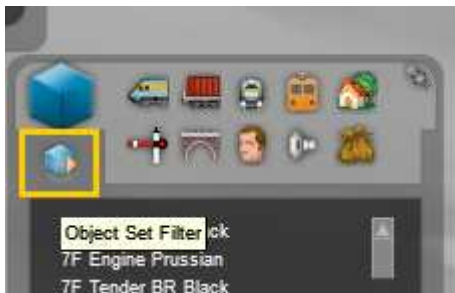 Object Set Filter ck
7F Engine Prussian
7F Tender BR Black